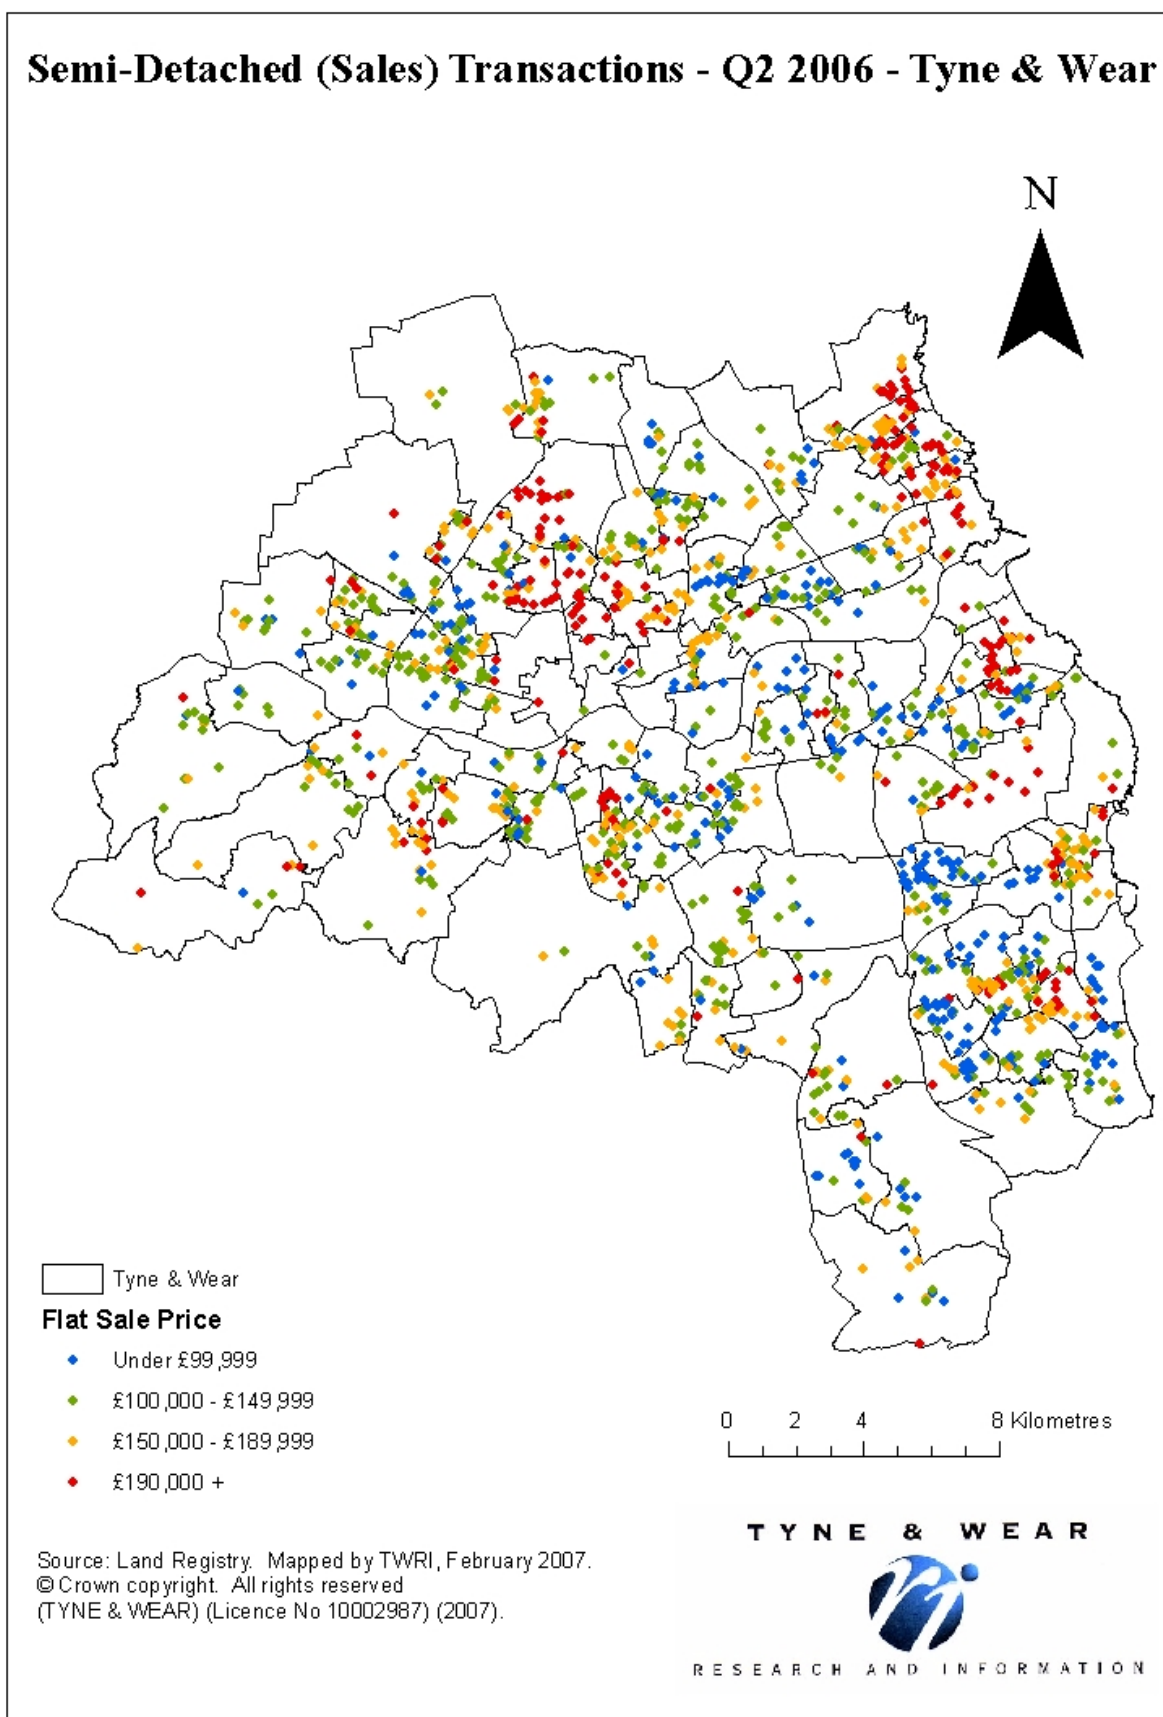 Semi-Detached (Sales) Transactions - Q2 2006 - Tyne & Wear
N
Tyne & Wear
Flat Sale Price
Under £99,999
£100,000 - £149,999
£150,000 - £189,999
£190,000 +
0 2 4 8 Kilometres
TYNE & WEAR
RESEARCH AND INFORMATION
Source: Land Registry. Mapped by TWRI, February 2007.
© Crown copyright. All rights reserved
(TYNE & WEAR) (Licence No 10002987) (2007).